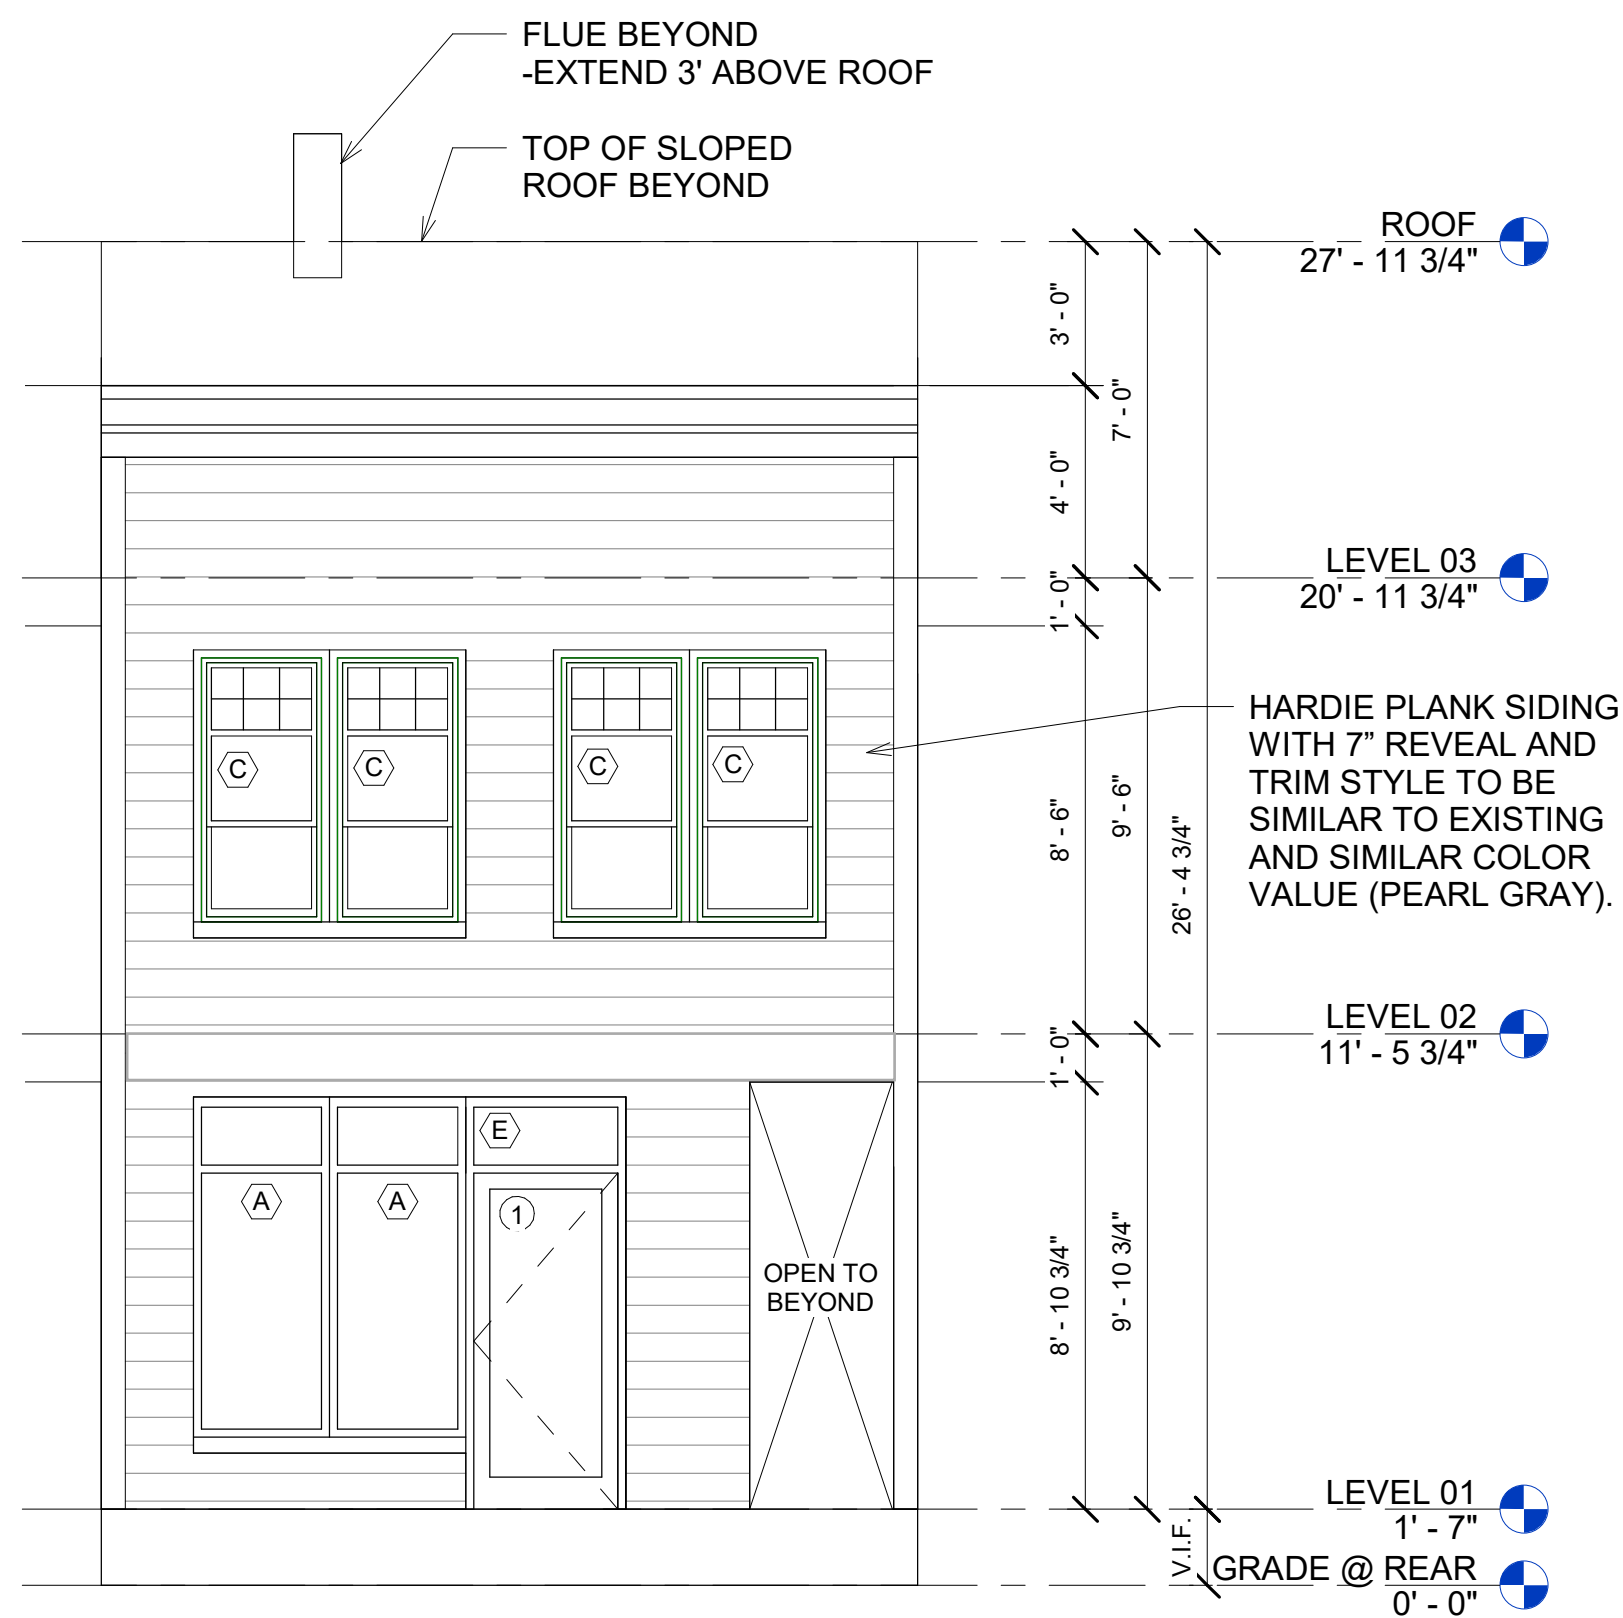 FLUE BEYOND
-EXTEND 3' ABOVE ROOF
TOP OF SLOPED
ROOF BEYOND
ROOF
27' - 11 3/4"
3' - 0"
7' - 0"
4' - 0"
LEVEL 03
20' - 11 3/4"
1' - 0"
HARDIE PLANK SIDING
WITH 7” REVEAL AND
TRIM STYLE TO BE
SIMILAR TO EXISTING
AND SIMILAR COLOR
VALUE (PEARL GRAY).
C
C
C
C
8' - 6"
9' - 6"
26' - 4 3/4"
LEVEL 02
11' - 5 3/4"
1' - 0"
E
A
A
1
OPEN TO
BEYOND
8' - 10 3/4"
9' - 10 3/4"
LEVEL 01
1' - 7"
V.I.F.
GRADE @ REAR
0' - 0"